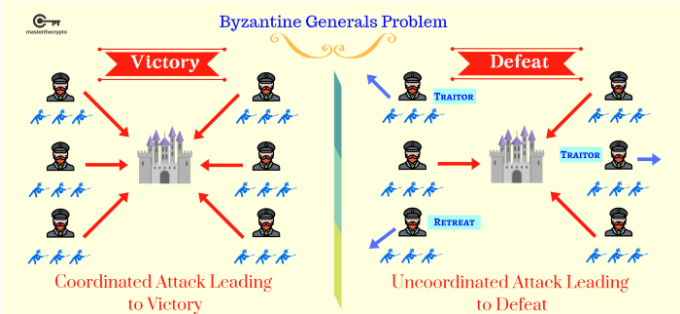 Byzantine Generals Problem
masterthecrypto
Victory
Defeat
TRAITOR
TRAITOR
RETREAT
Coordinated Attack Leading
to Victory
Uncoordinated Attack Leading
to Defeat